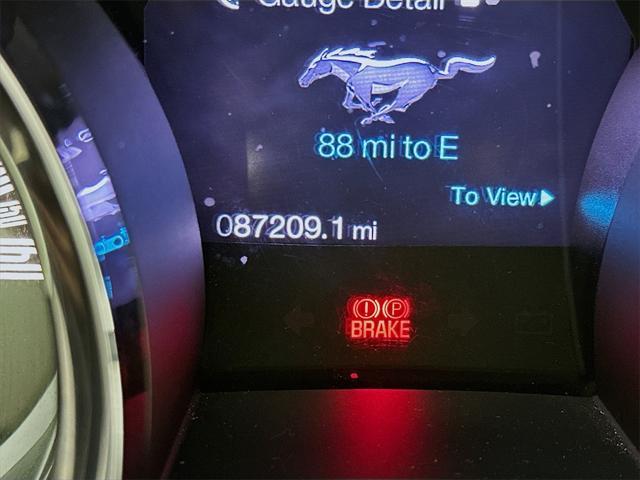 Gauge Detail
88 mi to E
To View
087209.1 mi
(!) (P)
BRAKE